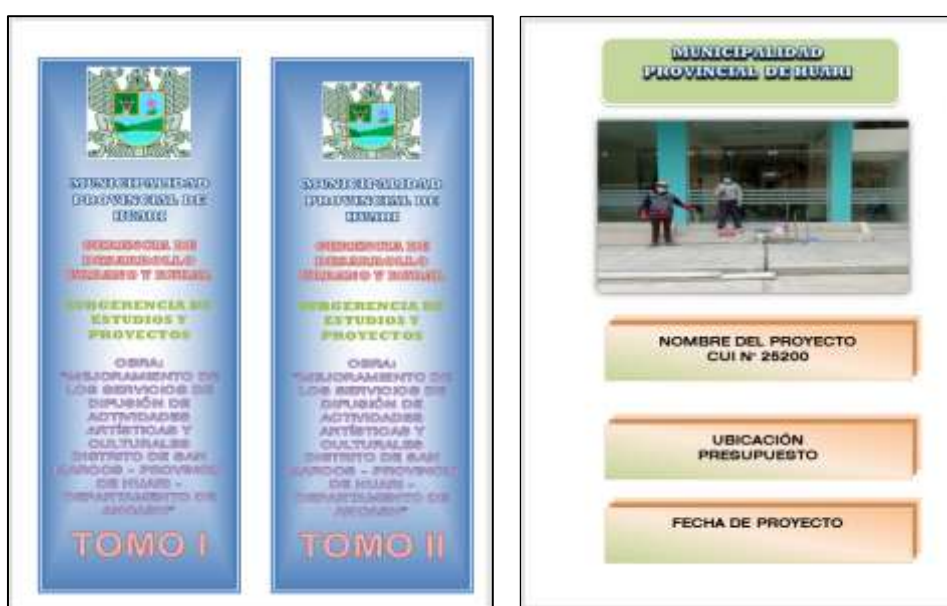 MUNICIPALIDAD
PROVINCIAL DE
HUARI
GERENCIA DE
DESARROLLO
URBANO Y RURAL
SUBGERENCIA DE
ESTUDIOS Y
PROYECTOS
OBRA:
"MEJORAMIENTO DE
LOS SERVICIOS DE
DIFUSIÓN DE
ACTIVIDADES
ARTÍSTICAS Y
CULTURALES
DISTRITO DE SAN
MARCOS - PROVINCIA
DE HUARI -
DEPARTAMENTO DE
ANCASH"
TOMO I
MUNICIPALIDAD
PROVINCIAL DE
HUARI
GERENCIA DE
DESARROLLO
URBANO Y RURAL
SUBGERENCIA DE
ESTUDIOS Y
PROYECTOS
OBRA:
"MEJORAMIENTO DE
LOS SERVICIOS DE
DIFUSIÓN DE
ACTIVIDADES
ARTÍSTICAS Y
CULTURALES
DISTRITO DE SAN
MARCOS - PROVINCIA
DE HUARI -
DEPARTAMENTO DE
ANCASH"
TOMO II
MUNICIPALIDAD
PROVINCIAL DE HUARI
NOMBRE DEL PROYECTO
CUI N° 25200
UBICACIÓN
PRESUPUESTO
FECHA DE PROYECTO